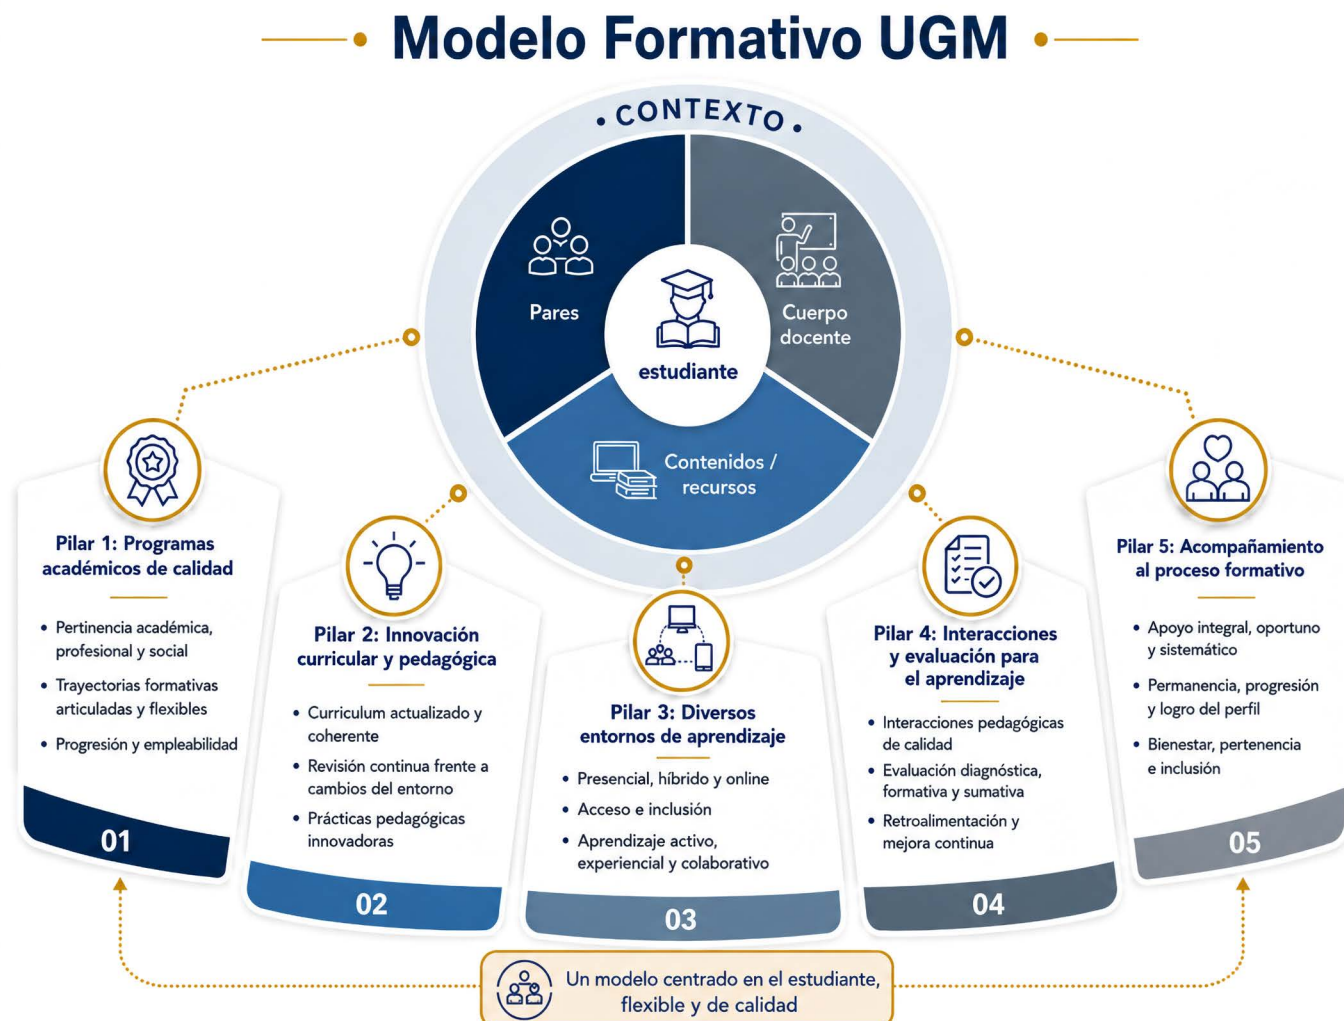 Modelo Formativo UGM
• CONTEXTO •
Pares
Cuerpo
docente
estudiante
Contenidos /
recursos
Pilar 1: Programas
académicos de calidad
• Pertinencia académica,
profesional y social
• Trayectorias formativas
articuladas y flexibles
• Progresión y empleabilidad
01
Pilar 2: Innovación
curricular y pedagógica
• Curriculum actualizado y
coherente
• Revisión continua frente a
cambios del entorno
• Prácticas pedagógicas
innovadoras
02
Pilar 3: Diversos
entornos de aprendizaje
• Presencial, híbrido y online
• Acceso e inclusión
• Aprendizaje activo,
experiencial y colaborativo
03
Pilar 4: Interacciones
y evaluación para
el aprendizaje
• Interacciones pedagógicas
de calidad
• Evaluación diagnóstica,
formativa y sumativa
• Retroalimentación y
mejora continua
04
Pilar 5: Acompañamiento
al proceso formativo
• Apoyo integral, oportuno
y sistemático
• Permanencia, progresión
y logro del perfil
• Bienestar, pertenencia
e inclusión
05
Un modelo centrado en el estudiante,
flexible y de calidad